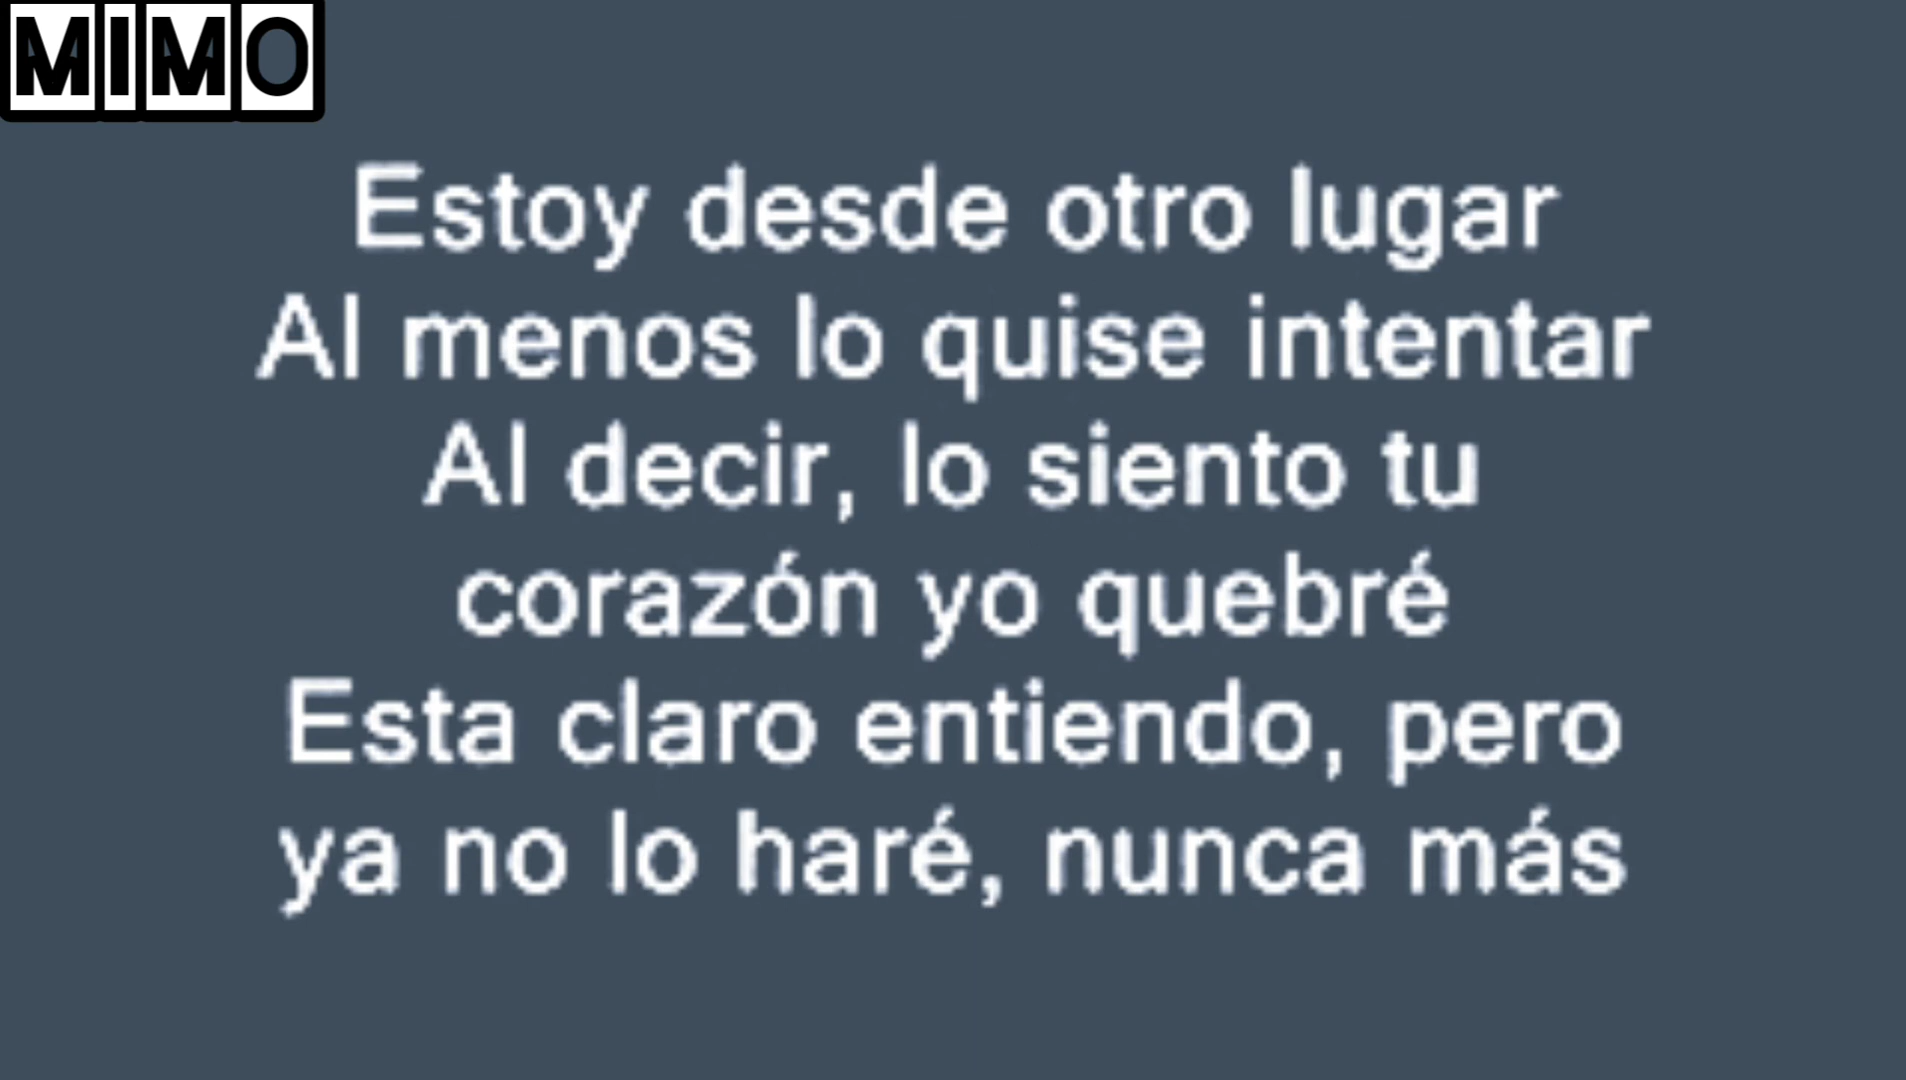 MIMO
Estoy desde otro lugar
Al menos lo quise intentar
Al decir, lo siento tu
corazón yo quebré
Esta claro entiendo, pero
ya no lo haré, nunca más